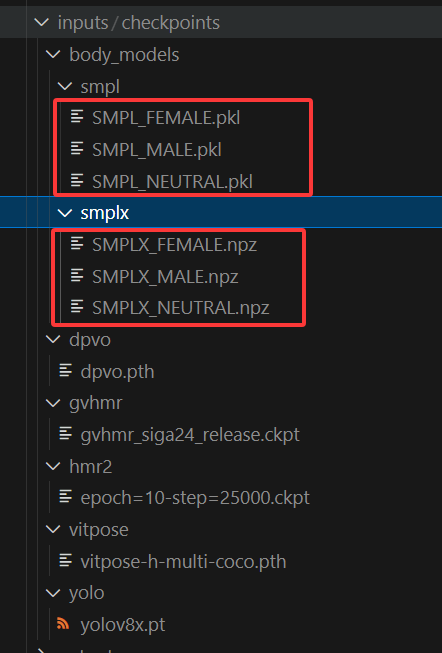 inputs / checkpoints
body_models
smpl
SMPL_FEMALE.pkl
SMPL_MALE.pkl
SMPL_NEUTRAL.pkl
smplx
SMPLX_FEMALE.npz
SMPLX_MALE.npz
SMPLX_NEUTRAL.npz
dpvo
dpvo.pth
gvhmr
gvhmr_siga24_release.ckpt
hmr2
epoch=10-step=25000.ckpt
vitpose
vitpose-h-multi-coco.pth
yolo
yolov8x.pt